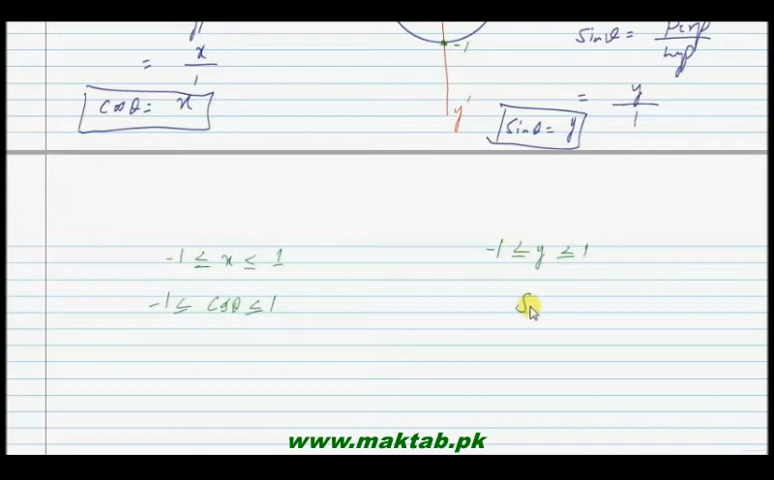 = x/1
cosθ = x
-1
y'
sinθ = perp/hyp
= y/1
sinθ = y
-1 ≤ x ≤ 1
-1 ≤ y ≤ 1
-1 ≤ cosθ ≤ 1
S
www.maktab.pk